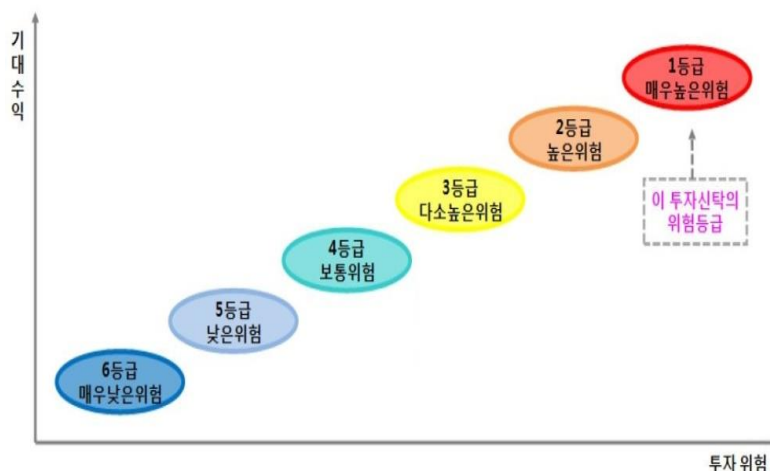 기대수익
1등급
매우높은위험
2등급
높은위험
이 투자신탁의
위험등급
3등급
다소높은위험
4등급
보통위험
5등급
낮은위험
6등급
매우낮은위험
투자 위험